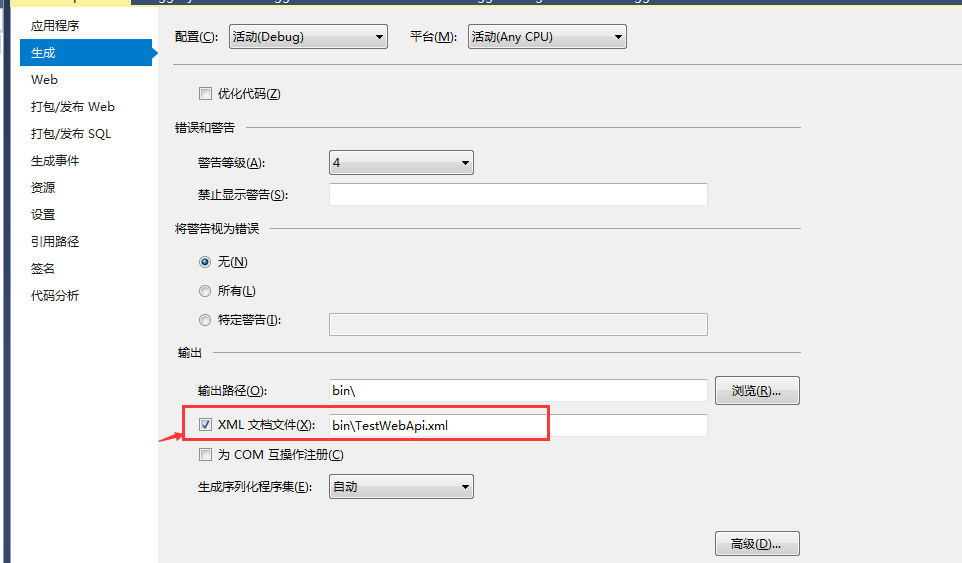 应用程序
生成
Web
打包/发布 Web
打包/发布 SQL
生成事件
资源
设置
引用路径
签名
代码分析
配置(C): 活动(Debug) 平台(M): 活动(Any CPU)
优化代码(Z)
错误和警告
警告等级(A): 4
禁止显示警告(S):
将警告视为错误
无(N)
所有(L)
特定警告(I):
输出
输出路径(O): bin\ 浏览(R)...
XML 文档文件(X): bin\TestWebApi.xml
为 COM 互操作注册(C)
生成序列化程序集(E): 自动
高级(D)...